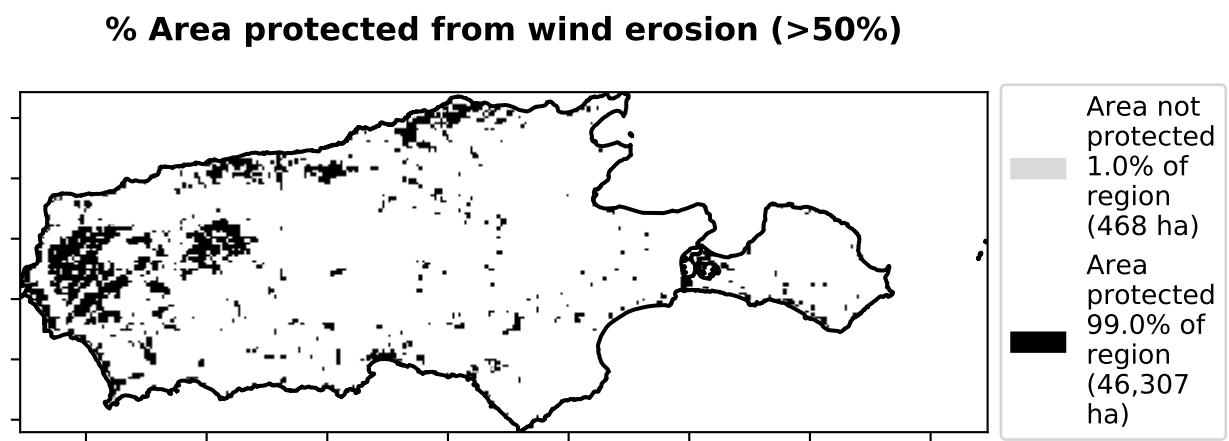 % Area protected from wind erosion (>50%)
Area not
protected
1.0% of
region
(468 ha)
Area
protected
99.0% of
region
(46,307
ha)